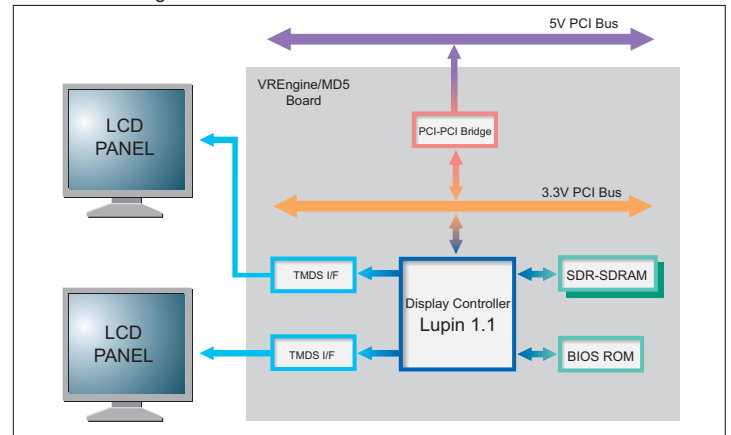 5V PCI Bus
VREngine/MD5
Board
LCD
PANEL
PCI-PCI Bridge
3.3V PCI Bus
TMDS I/F
SDR-SDRAM
Display Controller
Lupin 1.1
LCD
PANEL
TMDS I/F
BIOS ROM